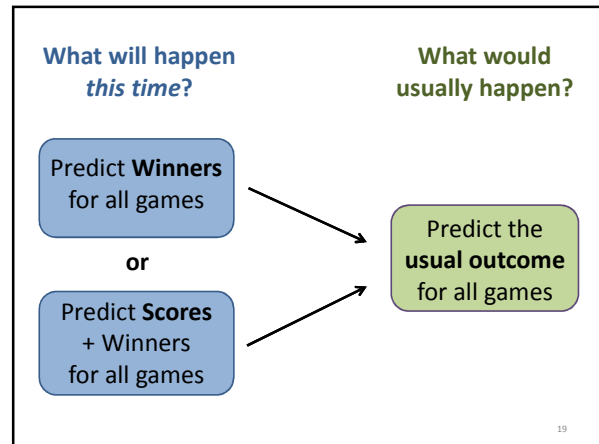 What will happen
this time?
Predict Winners
for all games
or
Predict Scores
+ Winners
for all games
What would
usually happen?
Predict the
usual outcome
for all games
19